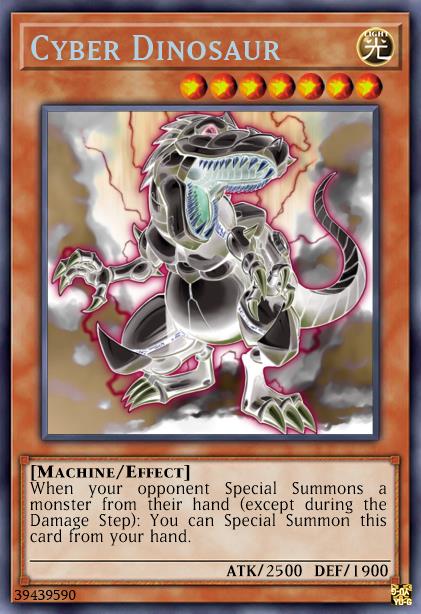 Cyber Dinosaur
LIGHT
光
[Machine/Effect]
When your opponent Special Summons a
monster from their hand (except during the
Damage Step): You can Special Summon this
card from your hand.
ATK/2500 DEF/1900
39439590